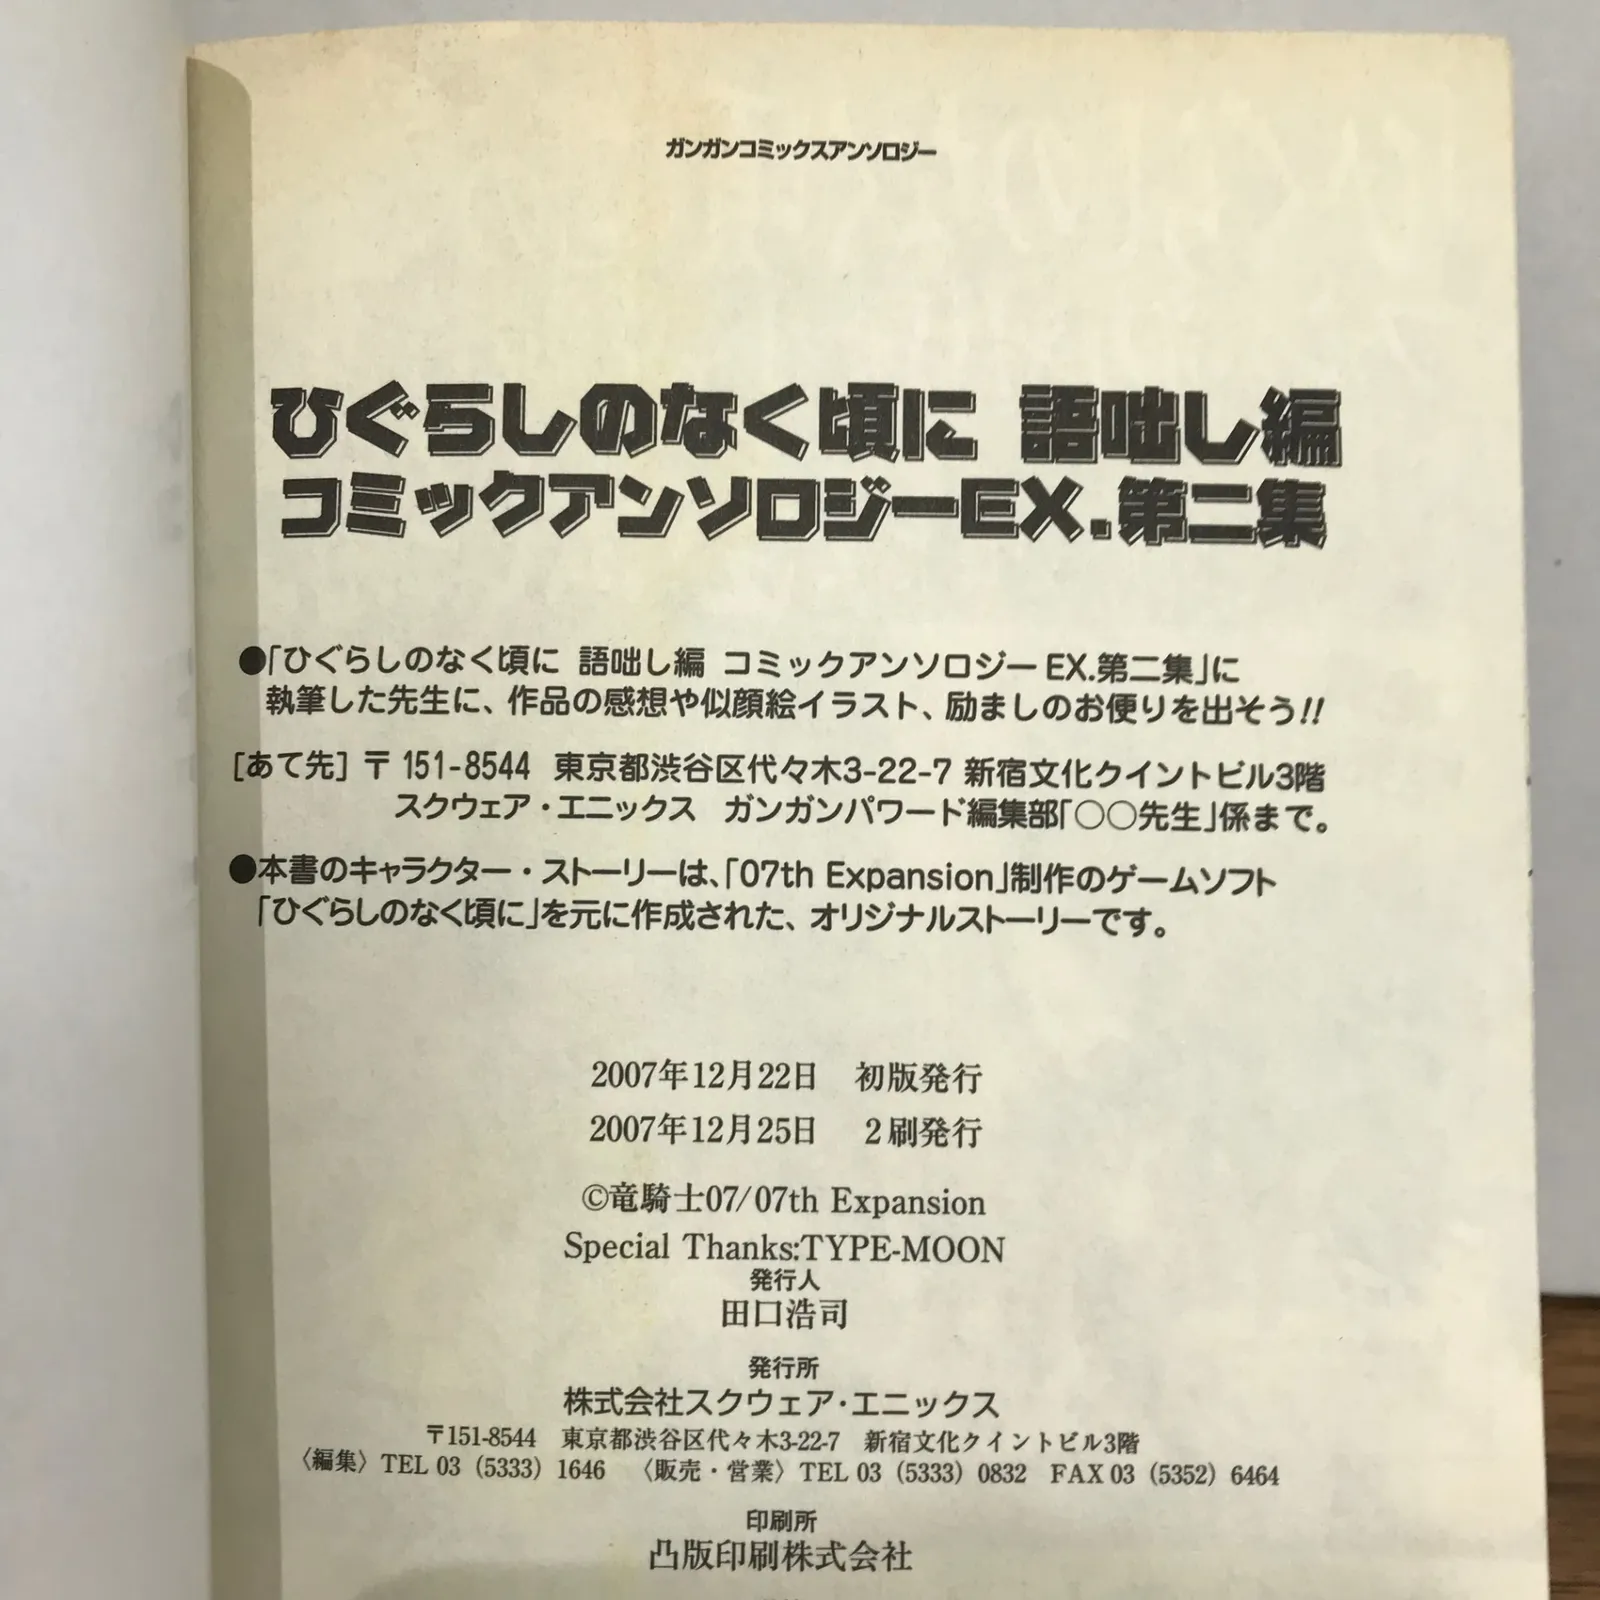 ガンガンコミックスアンソロジー
ひぐらしのなく頃に 語咄し編
コミックアンソロジーEX.第二集
●「ひぐらしのなく頃に 語咄し編 コミックアンソロジーEX.第二集」に
執筆した先生に、作品の感想や似顔絵イラスト、励ましのお便りを出そう!!
[あて先]〒151-8544 東京都渋谷区代々木3-22-7 新宿文化クイントビル3階
スクウェア・エニックス ガンガンパワード編集部「○○先生」係まで。
●本書のキャラクター・ストーリーは、「07th Expansion」制作のゲームソフト
「ひぐらしのなく頃に」を元に作成された、オリジナルストーリーです。
2007年12月22日 初版発行
2007年12月25日 2刷発行
©竜騎士07/07th Expansion
Special Thanks:TYPE-MOON
発行人
田口浩司
発行所
株式会社スクウェア・エニックス
〒151-8544 東京都渋谷区代々木3-22-7 新宿文化クイントビル3階
〈編集〉TEL 03（5333）1646 〈販売・営業〉TEL 03（5333）0832 FAX 03（5352）6464
印刷所
凸版印刷株式会社